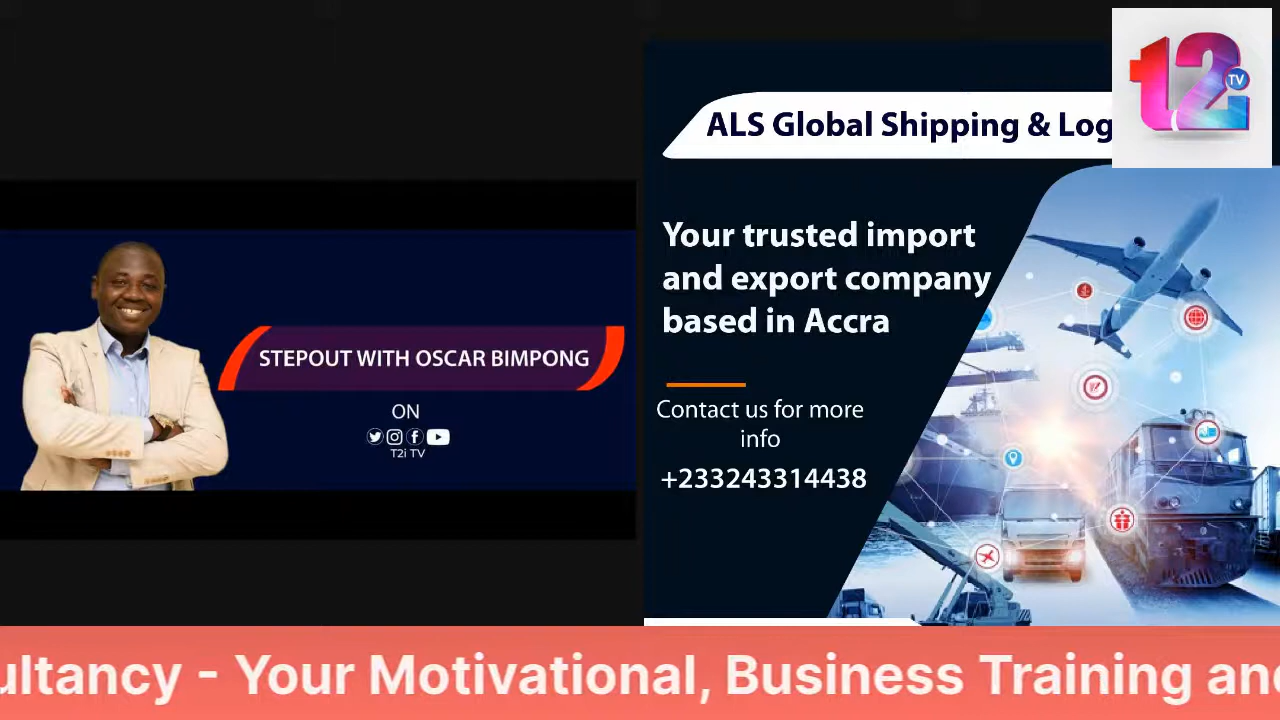 STEPOUT WITH OSCAR BIMPONG
ON
T2i TV
ALS Global Shipping & Log
Your trusted import
and export company
based in Accra
Contact us for more
info
+233243314438
t2i
TV
ultancy - Your Motivational, Business Training an